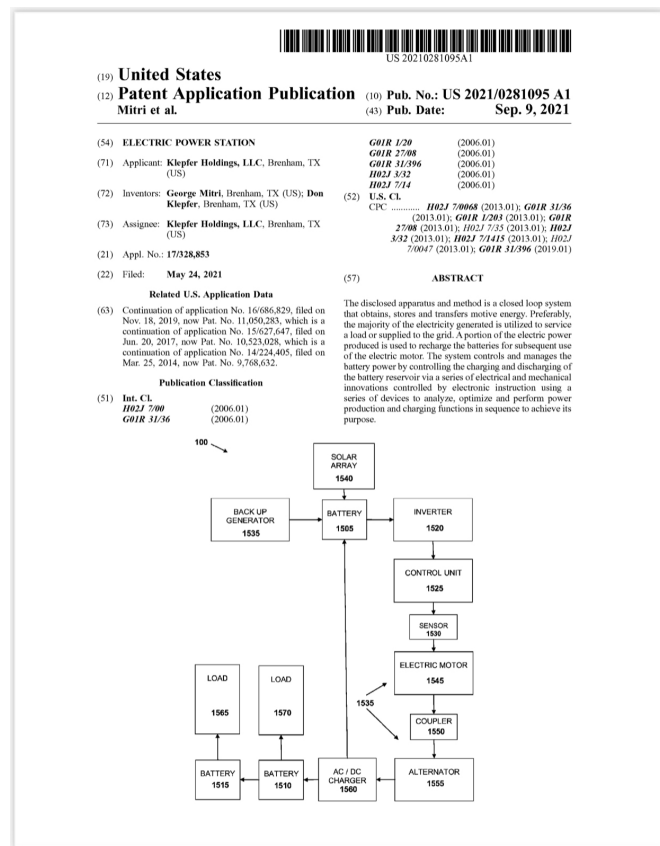 US 20210281095A1
(19) United States
(12) Patent Application Publication
(10) Pub. No.: US 2021/0281095 A1
Mitri et al.
(43) Pub. Date: Sep. 9, 2021
(54) ELECTRIC POWER STATION
(71) Applicant: Klepfer Holdings, LLC, Brenham, TX
(US)
(72) Inventors: George Mitri, Brenham, TX (US); Don
Klepfer, Brenham, TX (US)
(73) Assignee: Klepfer Holdings, LLC, Brenham, TX
(US)
(21) Appl. No.: 17/328,853
(22) Filed: May 24, 2021
Related U.S. Application Data
(63) Continuation of application No. 16/686,829, filed on
Nov. 18, 2019, now Pat. No. 11,050,283, which is a
continuation of application No. 15/627,647, filed on
Jun. 20, 2017, now Pat. No. 10,523,028, which is a
continuation of application No. 14/224,405, filed on
Mar. 25, 2014, now Pat. No. 9,768,632.
Publication Classification
(51) Int. Cl.
H02J 7/00 (2006.01)
G01R 31/36 (2006.01)
G01R 1/20 (2006.01)
G01R 27/08 (2006.01)
G01R 31/396 (2006.01)
H02J 3/32 (2006.01)
H02J 7/14 (2006.01)
(52) U.S. Cl.
CPC ............ H02J 7/0068 (2013.01); G01R 31/36
(2013.01); G01R 1/203 (2013.01); G01R
27/08 (2013.01); H02J 7/35 (2013.01); H02J
3/32 (2013.01); H02J 7/1415 (2013.01); H02J
7/0047 (2013.01); G01R 31/396 (2019.01)
(57) ABSTRACT
The disclosed apparatus and method is a closed loop system
that obtains, stores and transfers motive energy. Preferably,
the majority of the electricity generated is utilized to service
a load or supplied to the grid. A portion of the electric power
produced is used to recharge the batteries for subsequent use
of the electric motor. The system controls and manages the
battery power by controlling the charging and discharging of
the battery reservoir via a series of electrical and mechanical
innovations controlled by electronic instruction using a
series of devices to analyze, optimize and perform power
production and charging functions in sequence to achieve its
purpose.
100
SOLAR
ARRAY
1540
BACK UP
GENERATOR
1535
BATTERY
1505
INVERTER
1520
CONTROL UNIT
1525
SENSOR
1530
ELECTRIC MOTOR
1545
1535
COUPLER
1550
LOAD
1565
LOAD
1570
BATTERY
1515
BATTERY
1510
AC / DC
CHARGER
1560
ALTERNATOR
1555